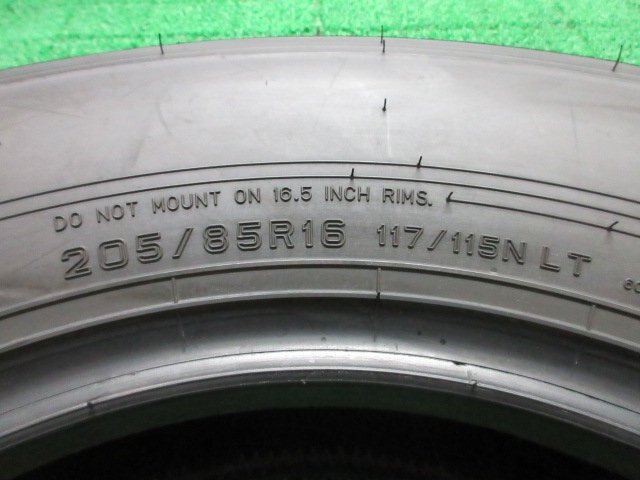 DO NOT MOUNT ON 16.5 INCH RIMS.
205/85R16 117/115N LT